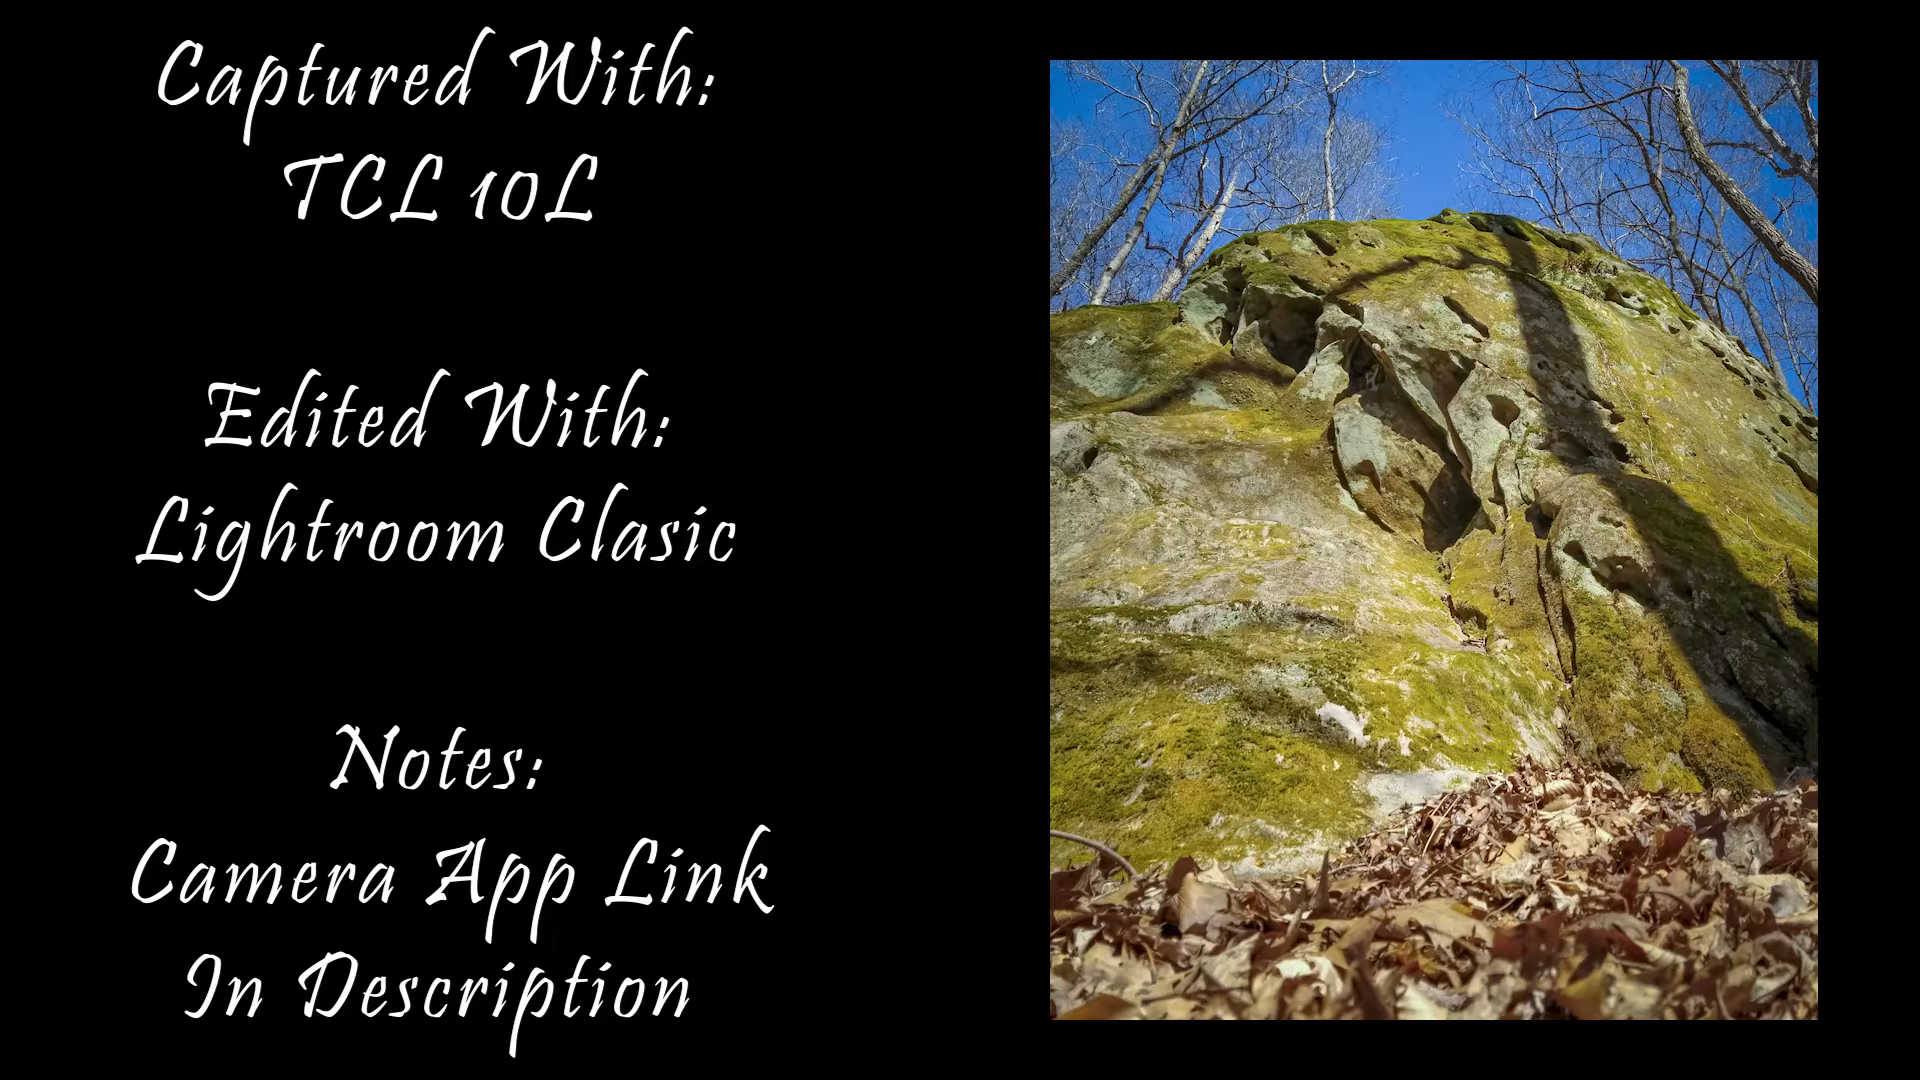 Captured With:
TCL 10L
Edited With:
Lightroom Clasic
Notes:
Camera App Link
In Description